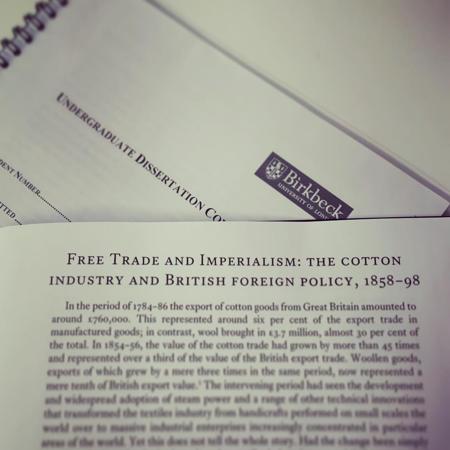 Undergraduate Dissertation
Birkbeck
UNIVERSITY OF
Free Trade and Imperialism: the cotton
industry and British foreign policy, 1858–98
In the period of 1784–86 the export of cotton goods from Great Britain amounted to
around £760,000. This represented around six per cent of the export trade in
manufactured goods; in contrast, wool brought in £3.7 million, almost 30 per cent of
the total. In 1854–56, the value of the cotton trade had grown by more than 45 times
and represented over a third of the value of the British export trade. Woollen goods,
exports of which grew by a mere three times in the same period, now represented a
mere tenth of British export value.¹ The intervening period had seen the development
and widespread adoption of steam power and a range of other technical innovations
that transformed the textiles industry from handicrafts performed on small scales the
world over to massive industrial enterprises increasingly concentrated in particular
areas of the world. Yet this does not tell the whole story. Had the change been simply